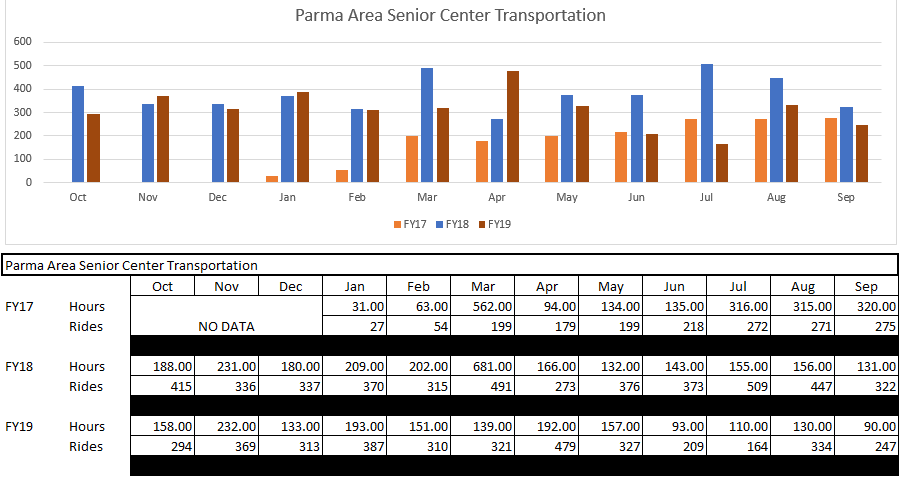 Parma Area Senior Center Transportation
600
500
400
300
200
100
0
Oct Nov Dec Jan Feb Mar Apr May Jun Jul Aug Sep
FY17 FY18 FY19
Parma Area Senior Center Transportation
Oct Nov Dec Jan Feb Mar Apr May Jun Jul Aug Sep
FY17 Hours 31.00 63.00 562.00 94.00 134.00 135.00 316.00 315.00 320.00
Rides NO DATA 27 54 199 179 199 218 272 271 275
FY18 Hours 188.00 231.00 180.00 209.00 202.00 681.00 166.00 132.00 143.00 155.00 156.00 131.00
Rides 415 336 337 370 315 491 273 376 373 509 447 322
FY19 Hours 158.00 232.00 133.00 193.00 151.00 139.00 192.00 157.00 93.00 110.00 130.00 90.00
Rides 294 369 313 387 310 321 479 327 209 164 334 247